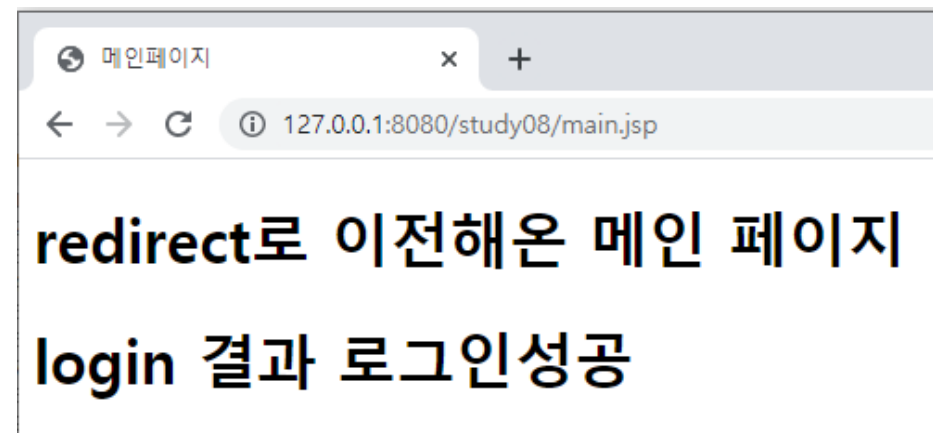 메인페이지
127.0.0.1:8080/study08/main.jsp
redirect로 이전해온 메인 페이지
login 결과 로그인성공